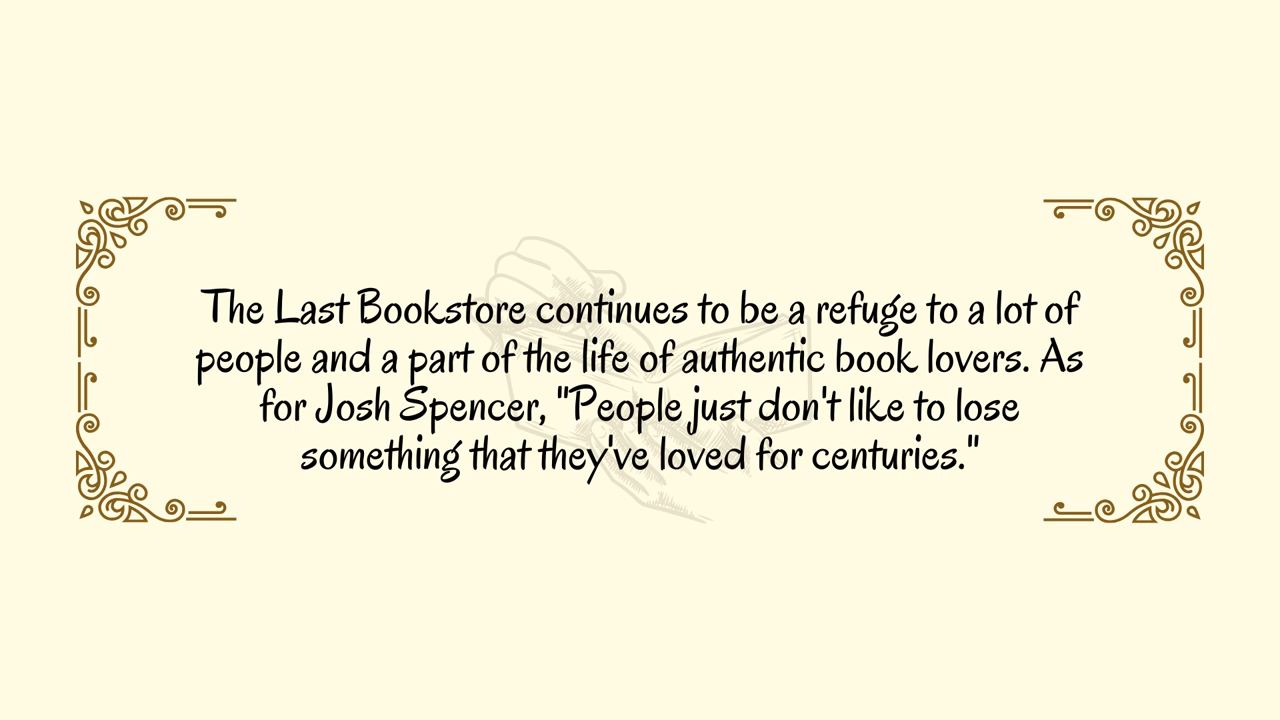 The Last Bookstore continues to be a refuge to a lot of
people and a part of the life of authentic book lovers. As
for Josh Spencer, "People just don't like to lose
something that they've loved for centuries."